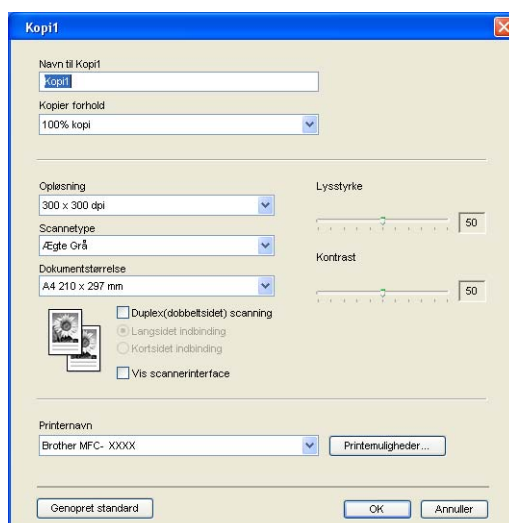 Kopi1
Navn til Kopi1
Kopi1
Kopier forhold
100% kopi
Opløsning
300 x 300 dpi
Scannetype
Ægte Grå
Dokumentstørrelse
A4 210 x 297 mm
Duplex(dobbeltsidet) scanning
Langsidet indbinding
Kortsidet indbinding
Vis scannerinterface
Lysstyrke
50
Kontrast
50
Printernavn
Brother MFC- XXXX
Printemuligheder...
Genopret standard
OK
Annuller